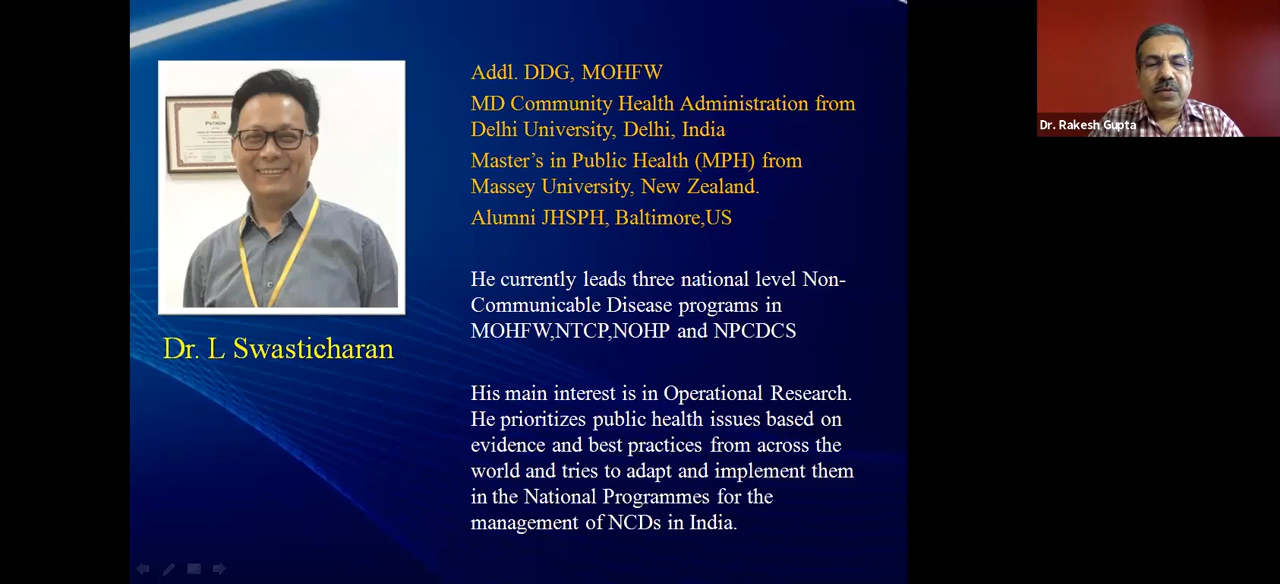 PATRON
Dr. L Swasticharan
Addl. DDG, MOHFW
MD Community Health Administration from
Delhi University, Delhi, India
Master's in Public Health (MPH) from
Massey University, New Zealand.
Alumni JHSPH, Baltimore,US
He currently leads three national level Non-
Communicable Disease programs in
MOHFW,NTCP,NOHP and NPCDCS
His main interest is in Operational Research.
He prioritizes public health issues based on
evidence and best practices from across the
world and tries to adapt and implement them
in the National Programmes for the
management of NCDs in India.
Dr. Rakesh Gupta